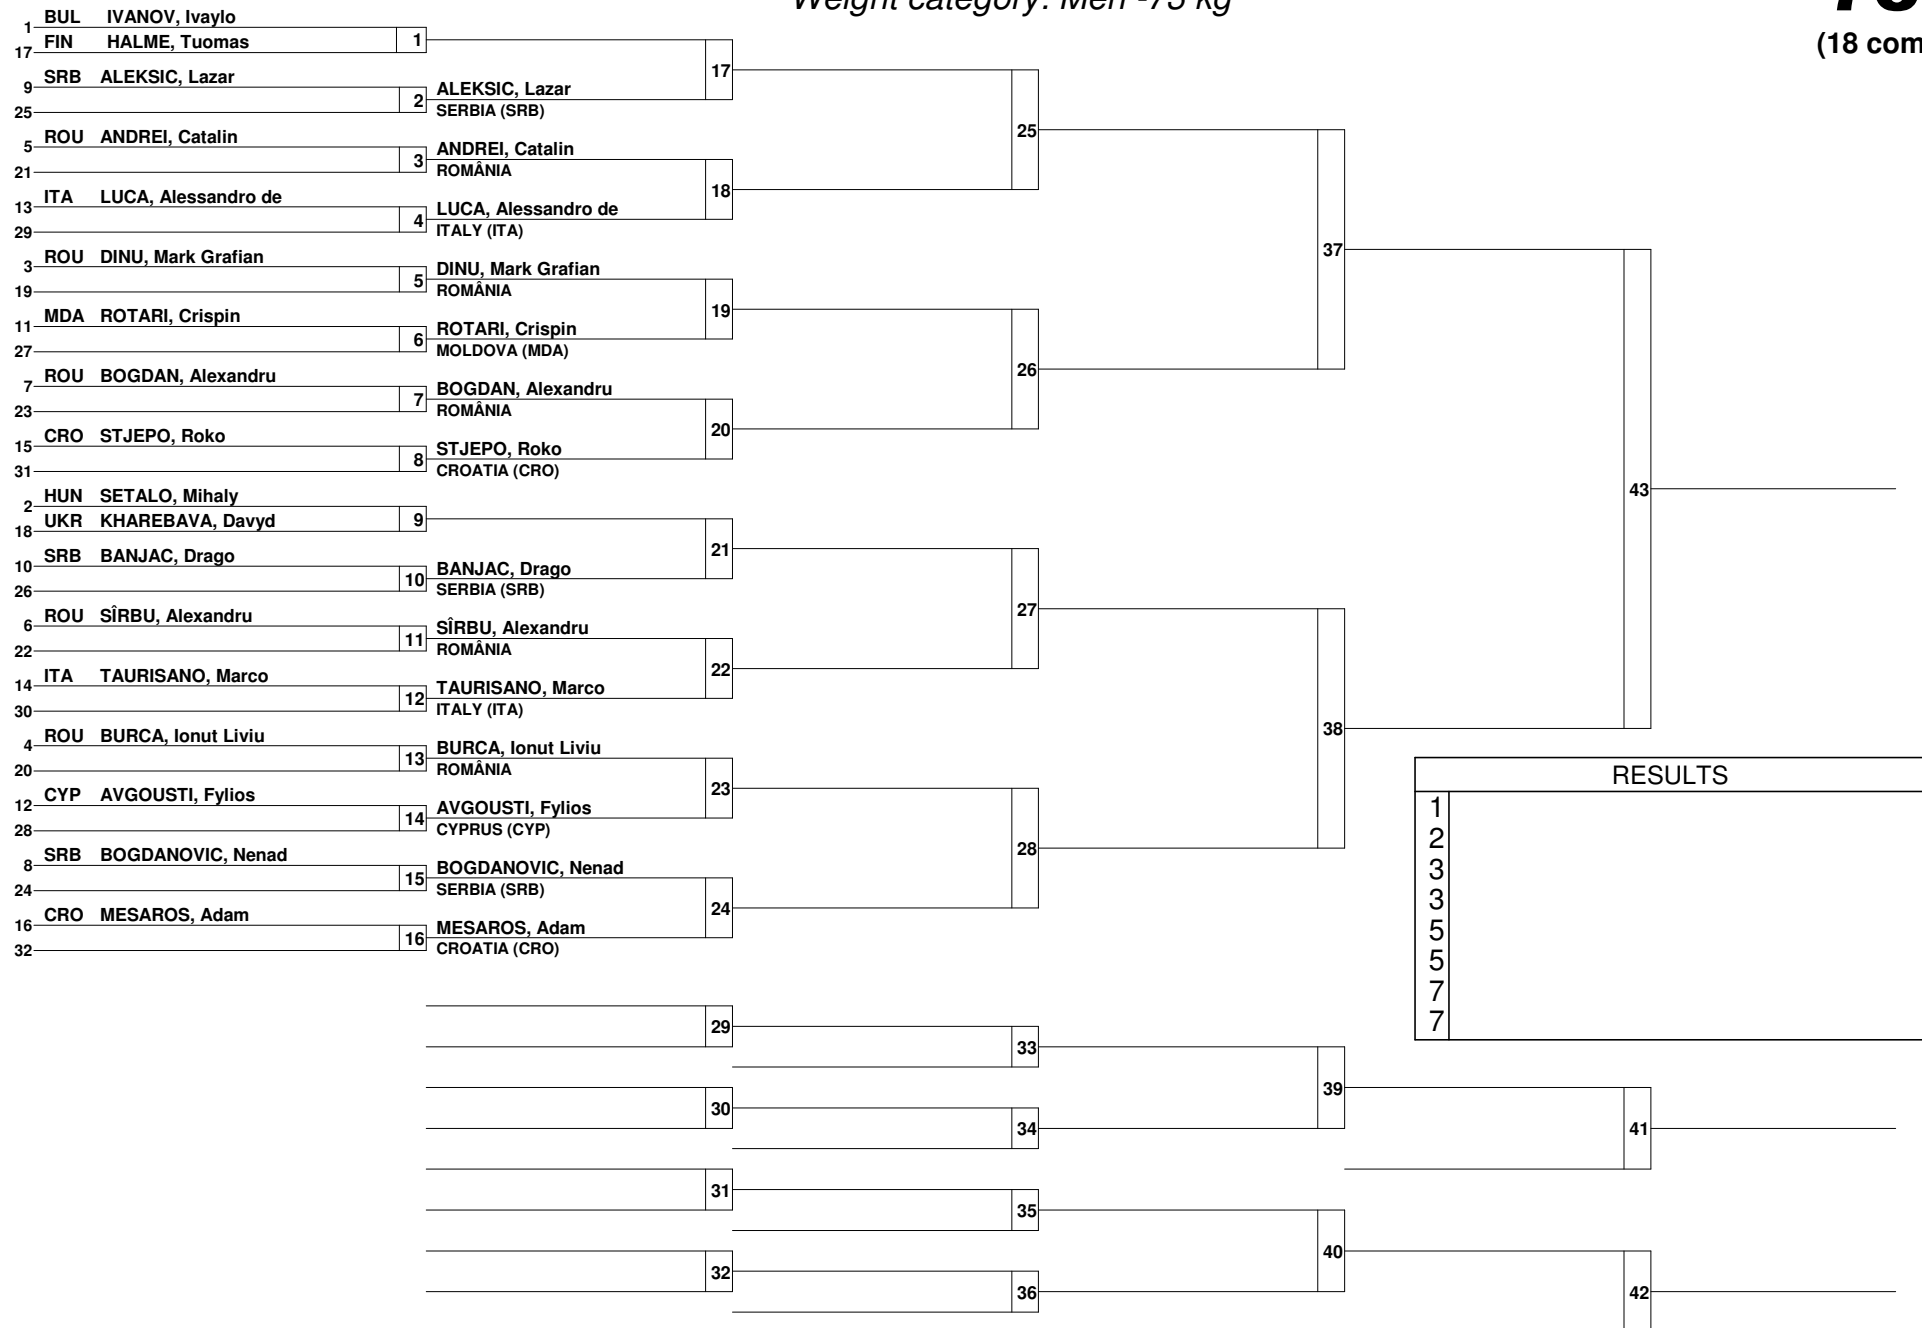 Weight category: Men -73 kg
(18 com
1 BUL IVANOV, Ivaylo
17 FIN HALME, Tuomas
1
9 SRB ALEKSIC, Lazar
25
2
5 ROU ANDREI, Catalin
21
3
13 ITA LUCA, Alessandro de
29
4
3 ROU DINU, Mark Grafian
19
5
11 MDA ROTARI, Crispin
27
6
7 ROU BOGDAN, Alexandru
23
7
15 CRO STJEPO, Roko
31
8
2 HUN SETALO, Mihaly
18 UKR KHAREBAVA, Davyd
9
10 SRB BANJAC, Drago
26
10
6 ROU SÎRBU, Alexandru
22
11
14 ITA TAURISANO, Marco
30
12
4 ROU BURCA, Ionut Liviu
20
13
12 CYP AVGOUSTI, Fylios
28
14
8 SRB BOGDANOVIC, Nenad
24
15
16 CRO MESAROS, Adam
32
16
ALEKSIC, Lazar
SERBIA (SRB)
ANDREI, Catalin
ROMÂNIA
LUCA, Alessandro de
ITALY (ITA)
DINU, Mark Grafian
ROMÂNIA
ROTARI, Crispin
MOLDOVA (MDA)
BOGDAN, Alexandru
ROMÂNIA
STJEPO, Roko
CROATIA (CRO)
BANJAC, Drago
SERBIA (SRB)
SÎRBU, Alexandru
ROMÂNIA
TAURISANO, Marco
ITALY (ITA)
BURCA, Ionut Liviu
ROMÂNIA
AVGOUSTI, Fylios
CYPRUS (CYP)
BOGDANOVIC, Nenad
SERBIA (SRB)
MESAROS, Adam
CROATIA (CRO)
17
18
19
20
21
22
23
24
25
26
27
28
37
38
43
RESULTS
1
2
3
3
5
5
7
7
29
30
31
32
33
34
35
36
39
40
41
42